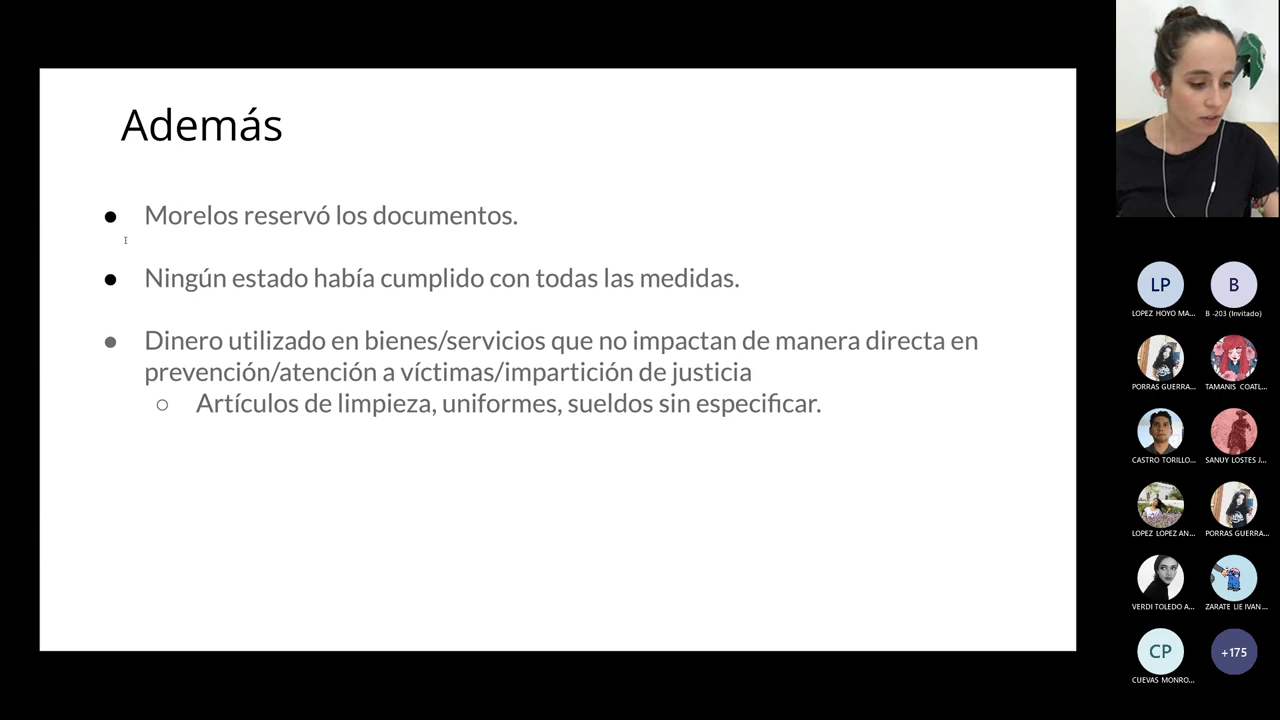 Además
● Morelos reservó los documentos.
● Ningún estado había cumplido con todas las medidas.
● Dinero utilizado en bienes/servicios que no impactan de manera directa en
prevención/atención a víctimas/impartición de justicia
○ Artículos de limpieza, uniformes, sueldos sin especificar.
LP
B
LOPEZ HOYO MA...
B -203 (Invitado)
PORRAS GUERRA...
TAMANIS COATL...
CASTRO TORILLO...
SANUY LOSTES J...
LOPEZ LOPEZ AN...
PORRAS GUERRA...
VERDI TOLEDO A...
ZARATE LIE IVAN...
CP
+175
CUEVAS MONRO...